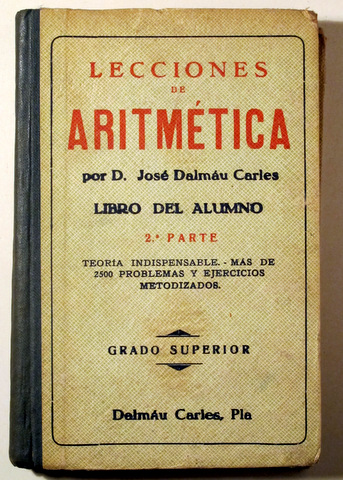 LECCIONES
DE
ARITMÉTICA
por D. José Dalmáu Carles
LIBRO DEL ALUMNO
2.ª PARTE
TEORÍA INDISPENSABLE. - MÁS DE
2500 PROBLEMAS Y EJERCICIOS
METODIZADOS.
GRADO SUPERIOR
Dalmáu Carles, Pla